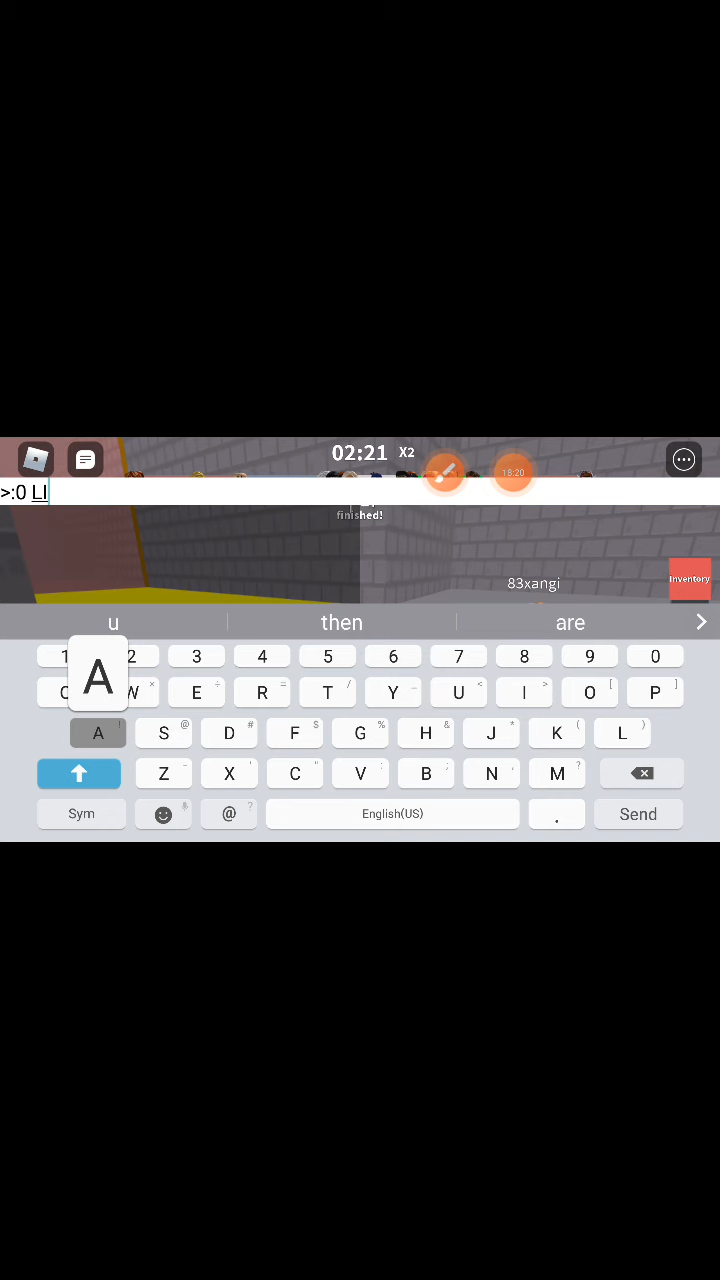 02:21 X2
18:20
>:0 LI
finished!
83xangi
Inventory
u then are >
1 2 3 4 5 6 7 8 9 0
W × E ÷ R = T / Y _ U < I > O [ P ]
A
A ! S @ D # F $ G % H & J * K ( L )
Z - X ' C " V : B ; N , M ?
Sym @ ? English(US) . Send